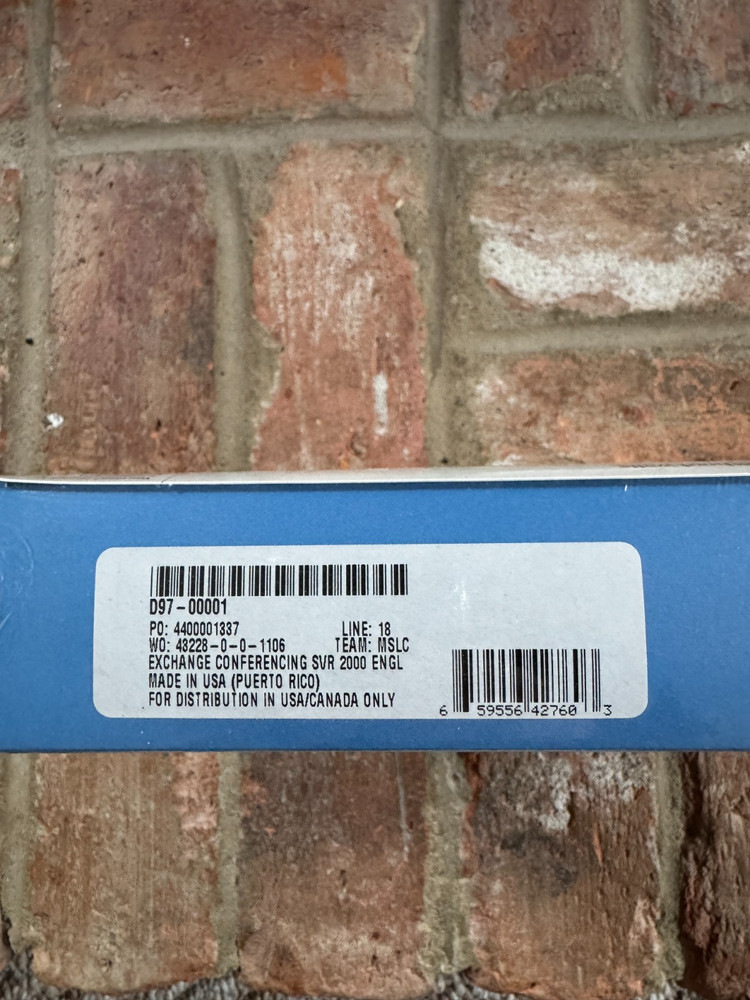 D97-00001
PO: 4400001337 LINE: 18
WO: 43228-0-0-1106 TEAM: MSLC
EXCHANGE CONFERENCING SVR 2000 ENGL
MADE IN USA (PUERTO RICO)
FOR DISTRIBUTION IN USA/CANADA ONLY
6 59556 42760 3